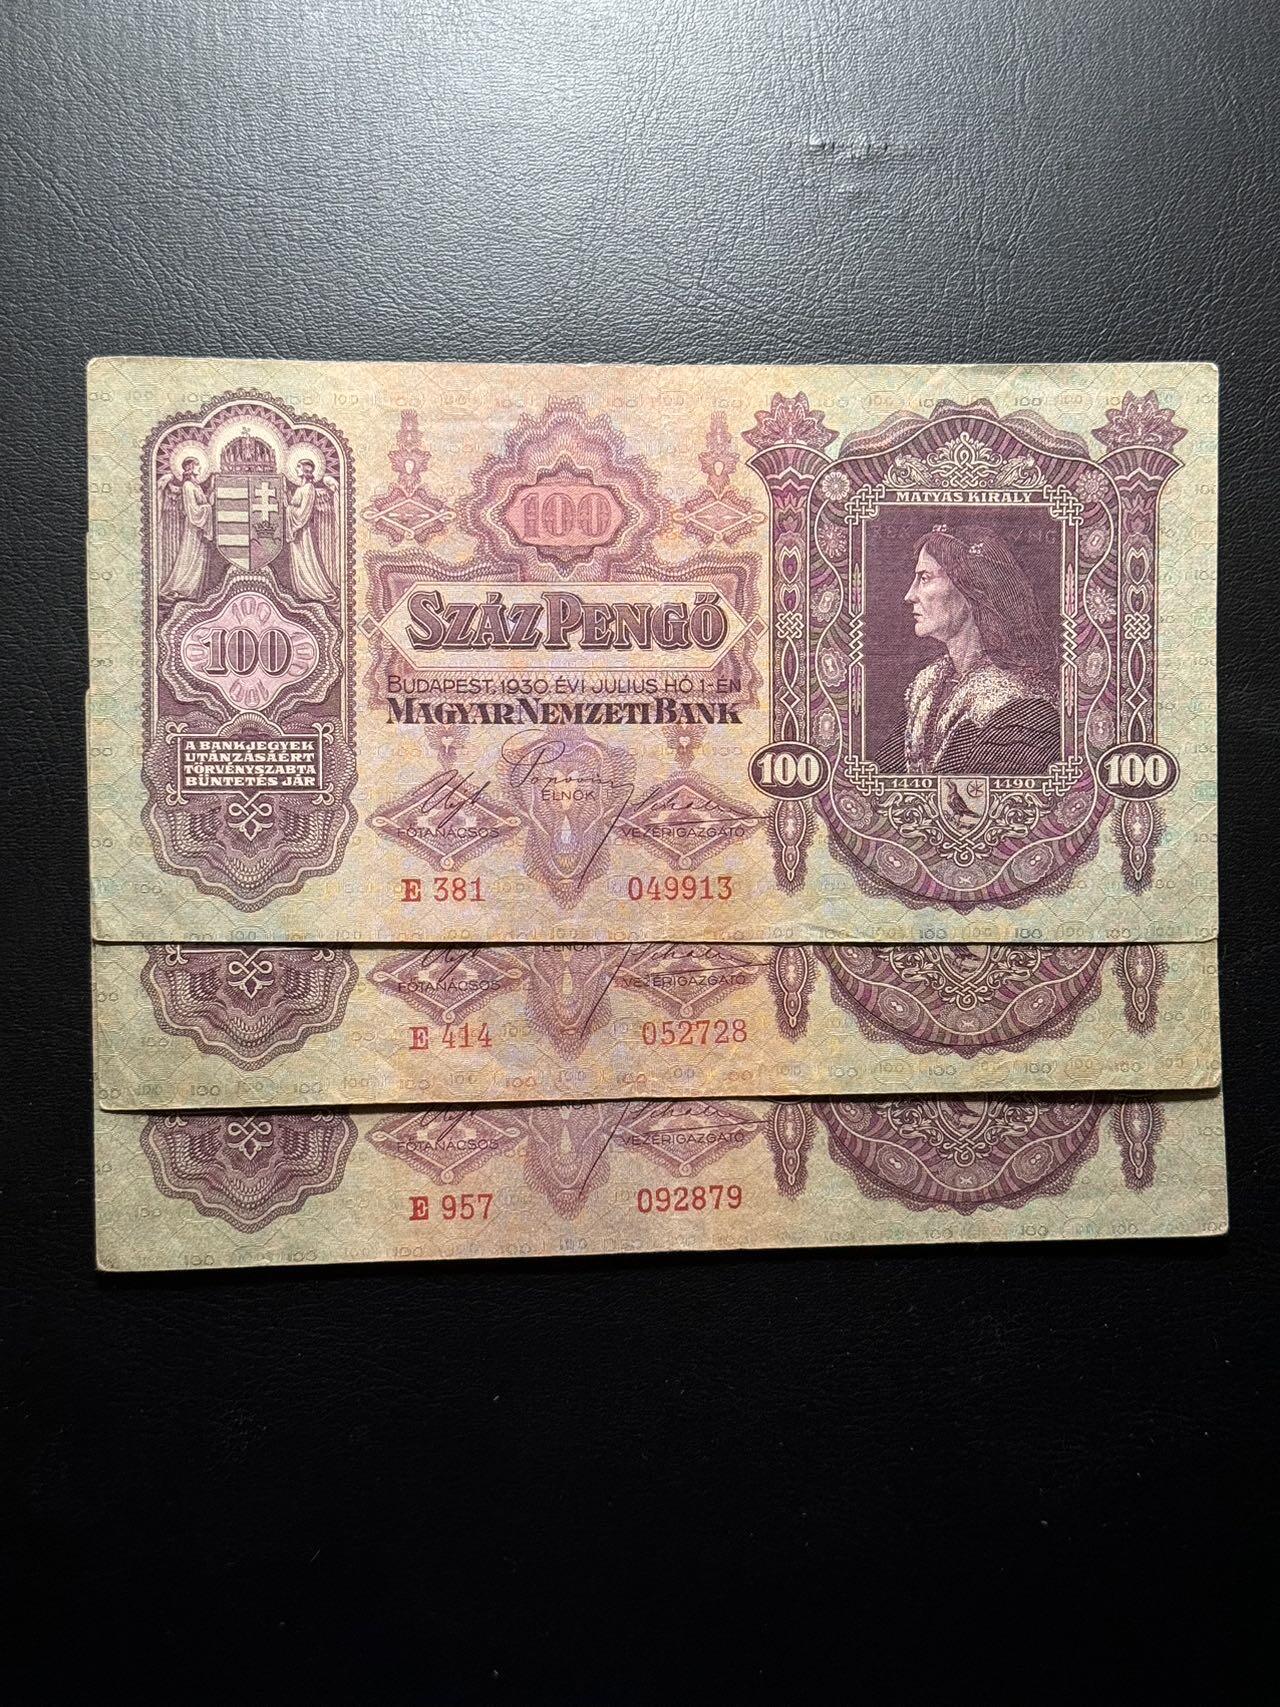 100
MÁTYÁS KIRÁLY
SZÁZ PENGŐ
100
BUDAPEST, 1930. ÉVI JULIUS HÓ 1-ÉN
MAGYAR NEMZETI BANK
A BANKJEGYEK
UTÁNZÁSÁÉRT
TÖRVÉNYSZABTA
BÜNTETÉS JÁR
100
100
1440
1490
ELNÖK
FŐTANÁCSOS
VEZÉRIGAZGATÓ
E 381
049913
FŐTANÁCSOS
VEZÉRIGAZGATÓ
E 414
052728
FŐTANÁCSOS
VEZÉRIGAZGATÓ
E 957
092879